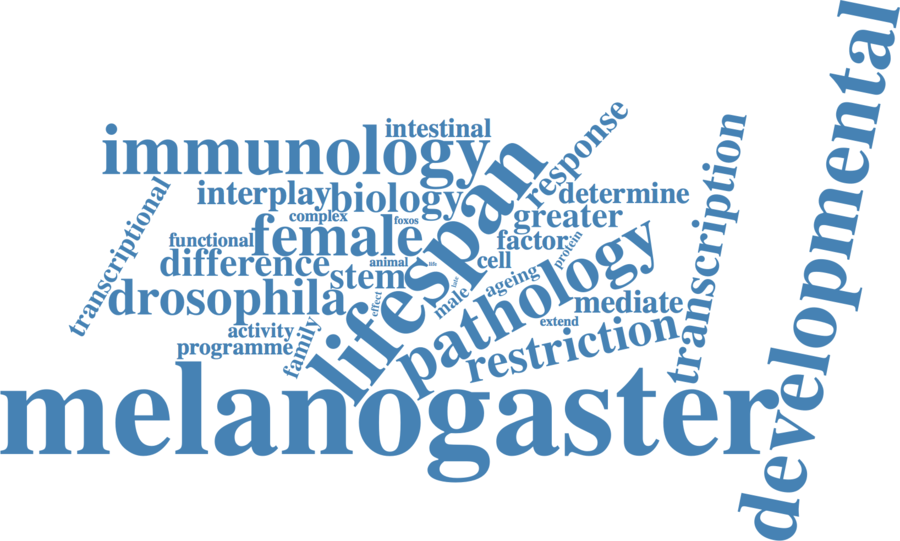 developmental
intestinal
immunology
response
lifespan
transcription
interplay
biology
determine
transcriptional
complex
foxos
greater
female
functional
factor
protein
pathology
difference
animal
life
cell
stem
ageing
drosophila
effect
male
mediate
activity
extend
family
restriction
programme
melanogaster